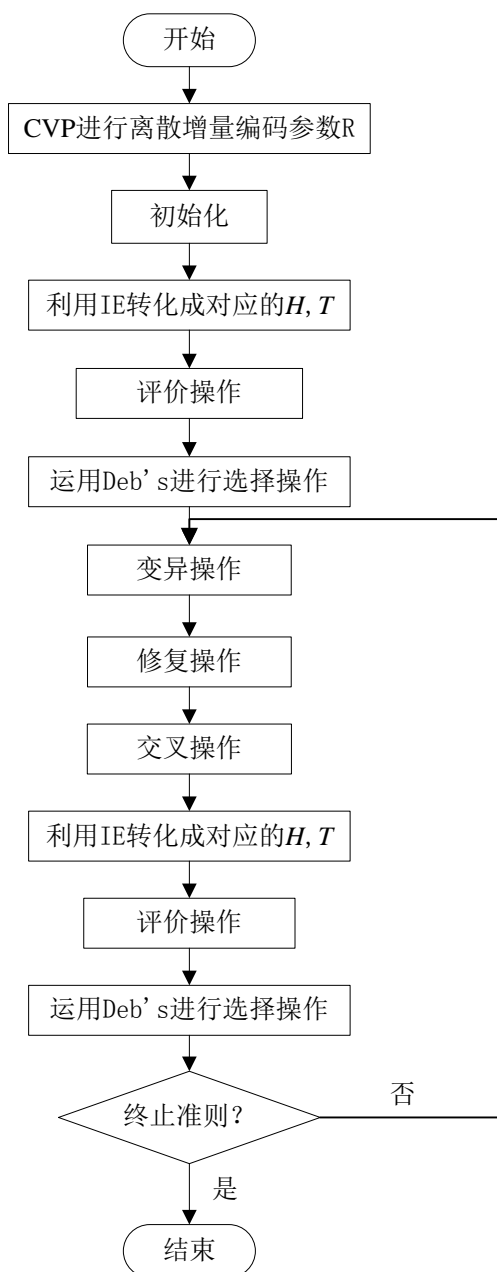 开始
CVP进行离散增量编码参数R
初始化
利用IE转化成对应的H, T
评价操作
运用Deb's进行选择操作
变异操作
修复操作
交叉操作
利用IE转化成对应的H, T
评价操作
运用Deb's进行选择操作
终止准则?
否
是
结束